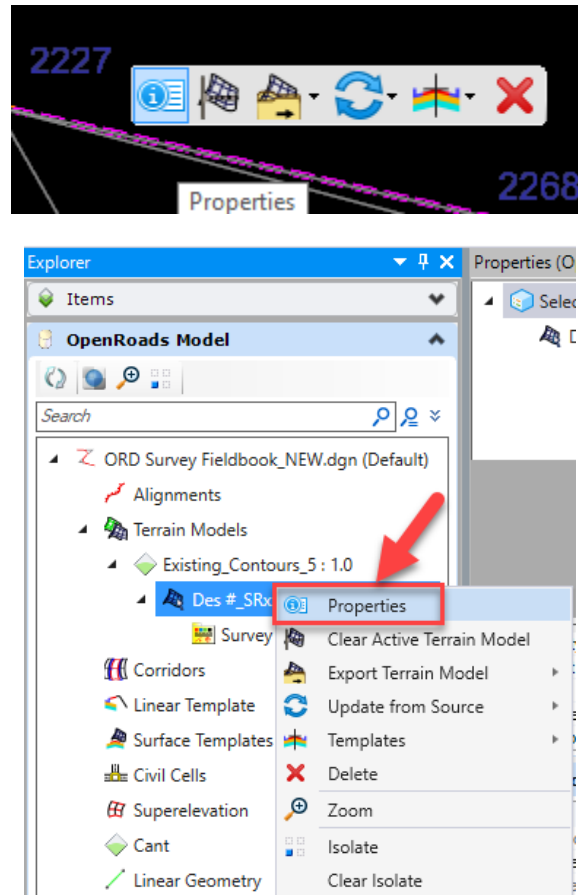 2227
Properties
2268
Explorer
Properties (O
Items
Selec
OpenRoads Model
D
Search
ORD Survey Fieldbook_NEW.dgn (Default)
Alignments
Terrain Models
Existing_Contours_5 : 1.0
Des #_SRx
Properties
Survey
Clear Active Terrain Model
Corridors
Export Terrain Model
Linear Template
Update from Source
Surface Templates
Templates
Civil Cells
Delete
Superelevation
Zoom
Cant
Isolate
Linear Geometry
Clear Isolate